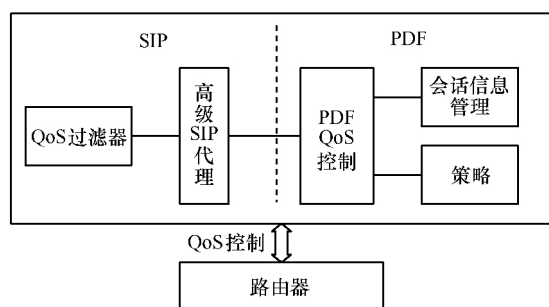 SIP
PDF
QoS过滤器
高级
SIP
代理
PDF
QoS
控制
会话信息
管理
策略
QoS控制
路由器